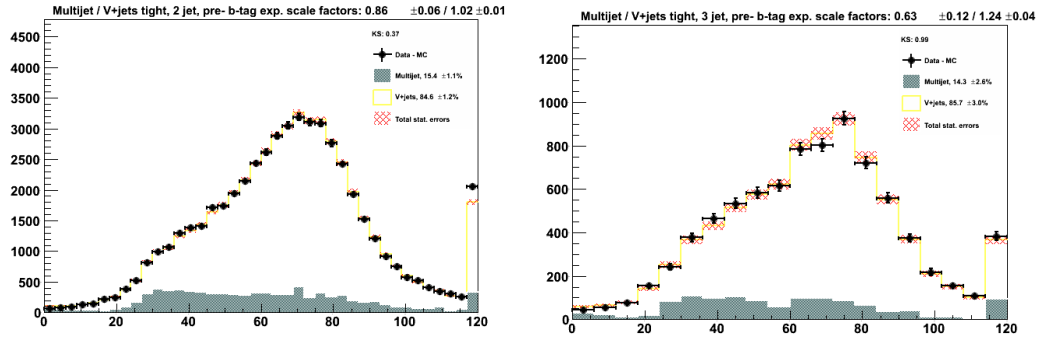 Multijet / V+jets tight, 2 jet, pre- b-tag exp. scale factors: 0.86 ±0.06 / 1.02 ±0.01
4500
4000
3500
3000
2500
2000
1500
1000
500
0
0 20 40 60 80 100 120
KS: 0.37
Data - MC
Multijet, 15.4 ±1.1%
V+jets, 84.6 ±1.2%
Total stat. errors
Multijet / V+jets tight, 3 jet, pre- b-tag exp. scale factors: 0.63 ±0.12 / 1.24 ±0.04
1200
1000
800
600
400
200
0
0 20 40 60 80 100 120
KS: 0.99
Data - MC
Multijet, 14.3 ±2.6%
V+jets, 85.7 ±3.0%
Total stat. errors